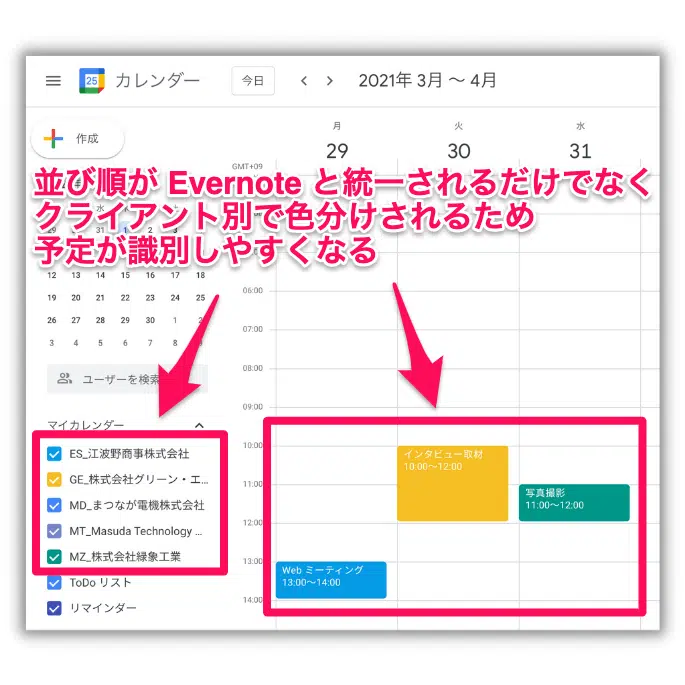 25 カレンダー 今日 2021年 3月 ～ 4月
作成
月 火 水
29 30 31
GMT+09
並び順が Evernote と統一されるだけでなく
クライアント別で色分けされるため
予定が識別しやすくなる
12 13 14 15 16 17 18
19 20 21 22 23 24 25
26 27 28 29 30 1
3 4 5 6 7 8
ユーザーを検索
マイカレンダー
ES_江波野商事株式会社
GE_株式会社グリーン・エ...
MD_まつなが電機株式会社
MT_Masuda Technology ...
MZ_株式会社緑象工業
ToDo リスト
リマインダー
06:00
07:00
08:00
09:00
10:00
11:00
12:00
13:00
14:00
Web ミーティング
13:00～14:00
インタビュー取材
10:00～12:00
写真撮影
11:00～12:00